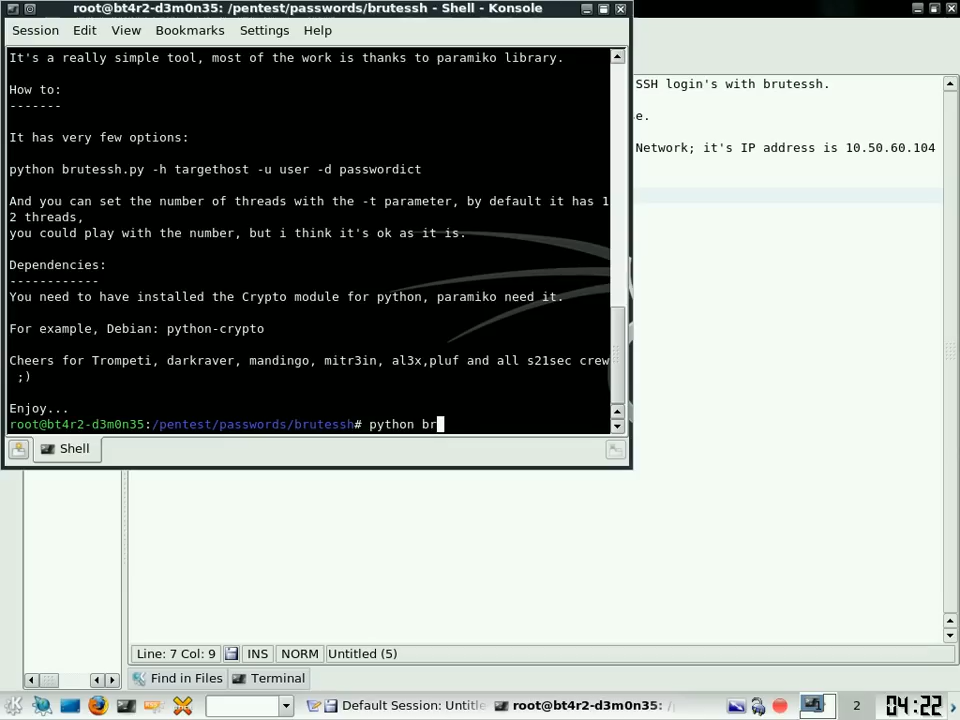 root@bt4r2-d3m0n35: /pentest/passwords/brutessh - Shell - Konsole
Session Edit View Bookmarks Settings Help
It's a really simple tool, most of the work is thanks to paramiko library.
How to:
-------
It has very few options:
python brutessh.py -h targethost -u user -d passwordict
And you can set the number of threads with the -t parameter, by default it has 1
2 threads,
you could play with the number, but i think it's ok as it is.
Dependencies:
------------
You need to have installed the Crypto module for python, paramiko need it.
For example, Debian: python-crypto
Cheers for Trompeti, darkraver, mandingo, mitr3in, al3x,pluf and all s21sec crew
;)
Enjoy...
root@bt4r2-d3m0n35:/pentest/passwords/brutessh# python br
Shell
SSH login's with brutessh.
e.
Network; it's IP address is 10.50.60.104
Line: 7 Col: 9 INS NORM Untitled (5)
Find in Files Terminal
Default Session: Untitle root@bt4r2-d3m0n35: / 2 04:22